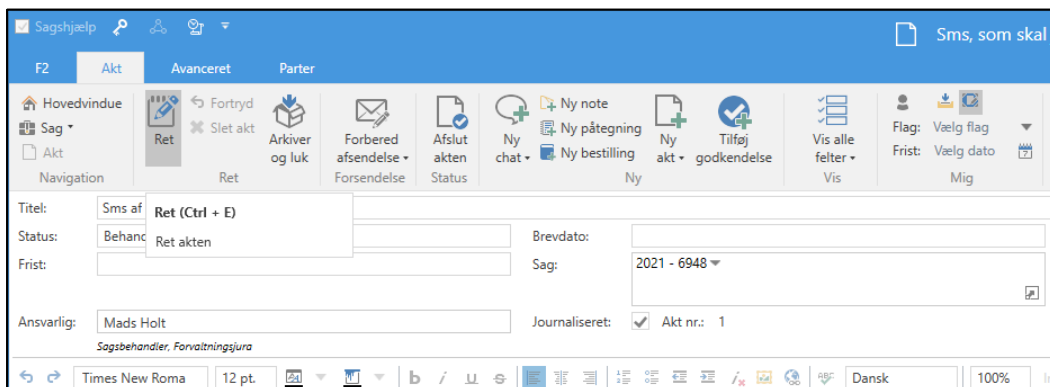 Sagshjælp
Sms, som skal
F2 Akt Avanceret Parter
Hovedvindue
Sag
Akt
Navigation
Ret
Fortryd
Slet akt
Arkiver og luk
Ret
Forbered afsendelse
Forsendelse
Afslut akten
Status
Ny chat
Ny note
Ny påtegning
Ny bestilling
Ny akt
Tilføj godkendelse
Ny
Vis alle felter
Vis
Flag: Vælg flag
Frist: Vælg dato
Mig
Titel: Sms af
Ret (Ctrl + E)
Ret akten
Status: Behand
Brevdato:
Frist:
Sag: 2021 - 6948
Ansvarlig: Mads Holt
Sagsbehandler, Forvaltningsjura
Journaliseret: Akt nr.: 1
Times New Roma 12 pt. b i u s ABC Dansk 100%